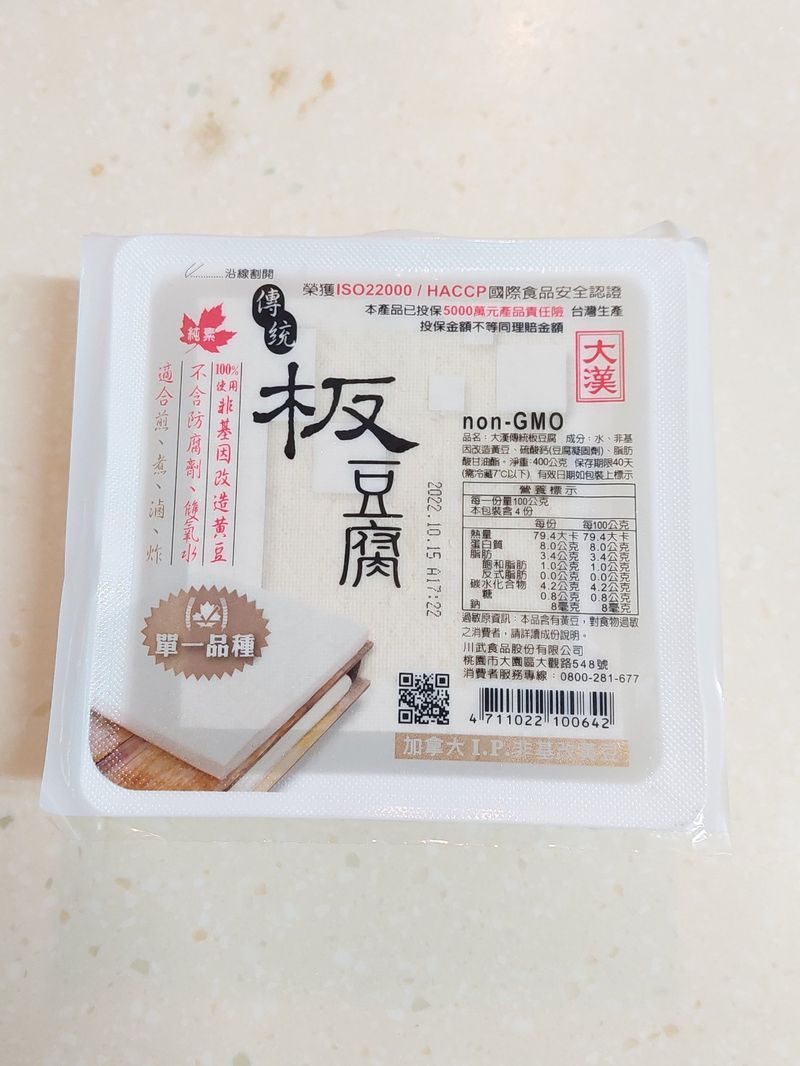 沿線割開
榮獲ISO22000 / HACCP國際食品安全認證
本產品已投保5000萬元產品責任險 台灣生產
投保金額不等同理賠金額
純素
傳統
板豆腐
大漢
100%使用非基因改造黃豆
不含防腐劑、雙氧水
適合煎、煮、滷、炸
non-GMO
品名：大漢傳統板豆腐 成分：水、非基
因改造黃豆、硫酸鈣(豆腐凝固劑)、脂肪
酸甘油酯。淨重:400公克 保存期限40天
(需冷藏7℃以下) 有效日期如包裝上標示
營養標示
每一份量100公克
本包裝含4份
每份 每100公克
熱量 79.4大卡 79.4大卡
蛋白質 8.0公克 8.0公克
脂肪 3.4公克 3.4公克
飽和脂肪 1.0公克 1.0公克
反式脂肪 0.0公克 0.0公克
碳水化合物 4.2公克 4.2公克
糖 0.8公克 0.8公克
鈉 8毫克 8毫克
過敏原資訊：本品含有黃豆，對食物過敏
之消費者，請詳讀成份說明。
川武食品股份有限公司
桃園市大園區大觀路548號
消費者服務專線：0800-281-677
2022.10.15 A17:22
單一品種
4 711022 100642
加拿大 I.P.非基改黃豆